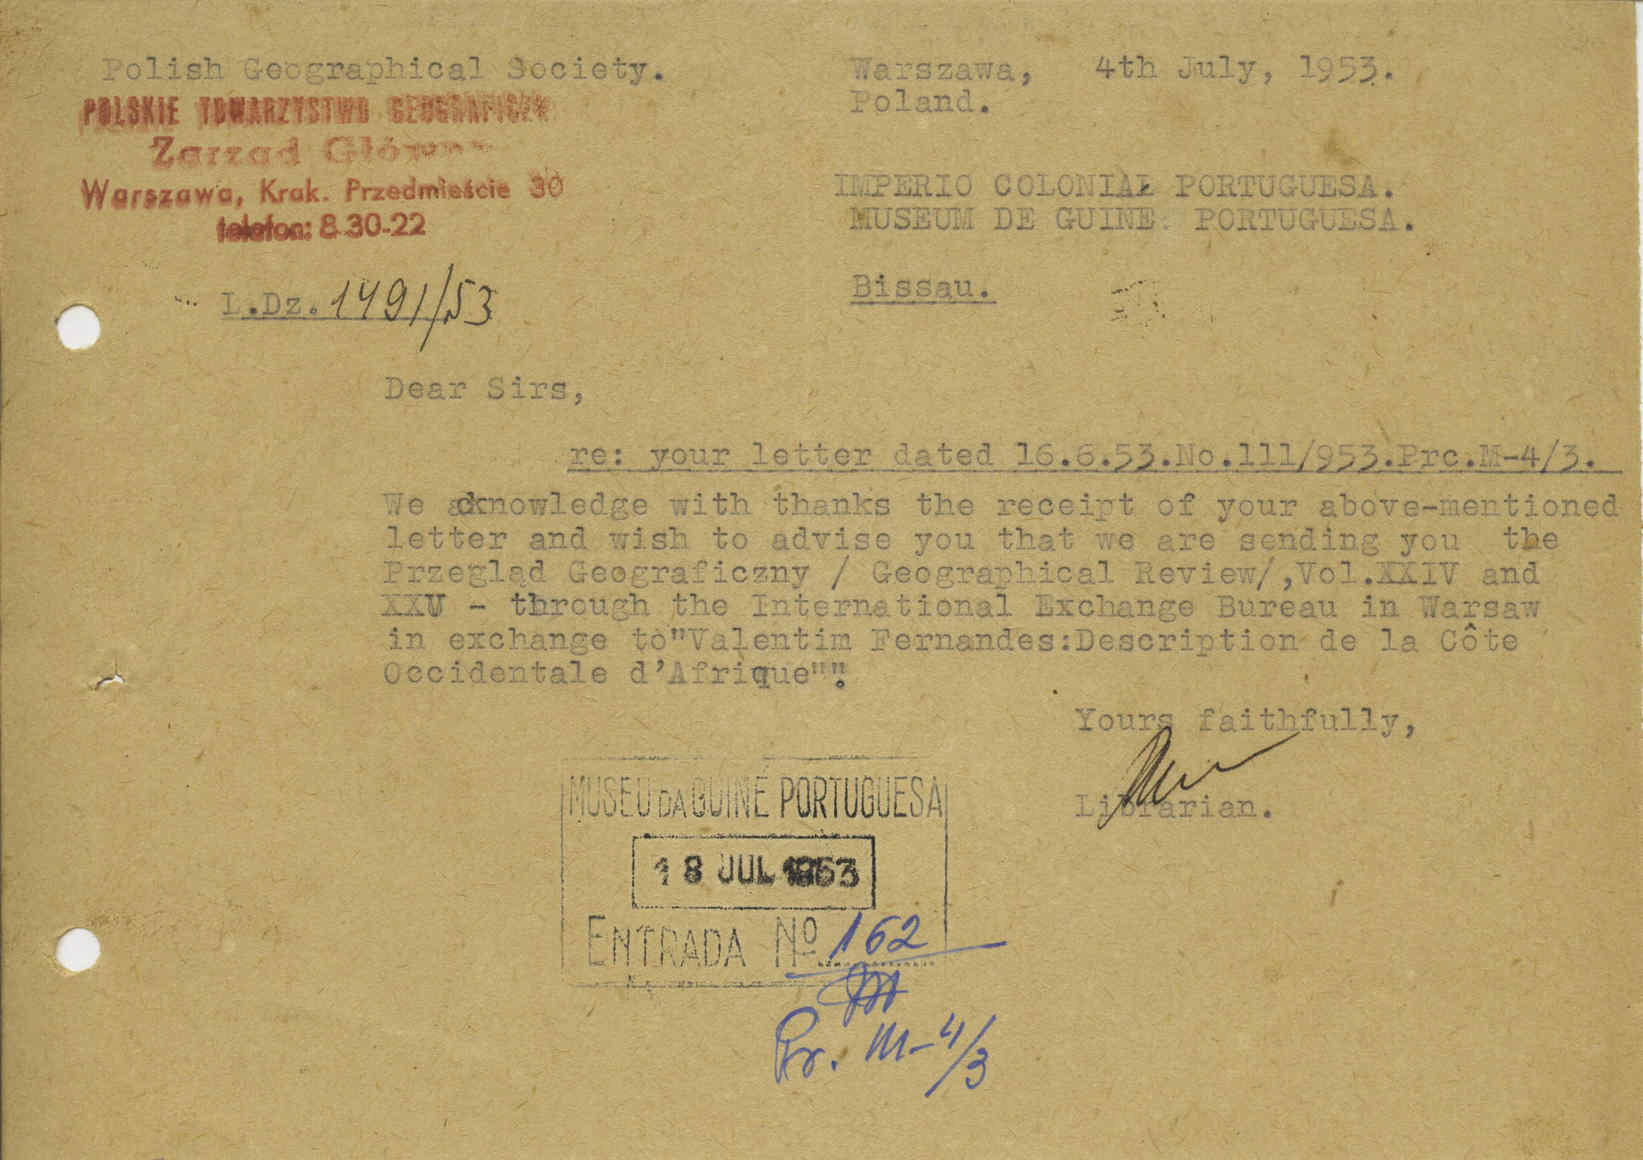 Polish Geographical Society.
POLSKIE TOWARZYSTWO GEOGRAFICZN
Zarząd Główny
Warszawa, Krak. Przedmieście 30
telefon: 8-30-22
L.Dz. 1491/53
Warszawa, 4th July, 1953.
Poland.
IMPERIO COLONIAL PORTUGUESA.
MUSEUM DE GUINE PORTUGUESA.
Bissau.
Dear Sirs,
re: your letter dated 16.6.53.No.111/953.Prc.M-4/3.
We acknowledge with thanks the receipt of your above-mentioned
letter and wish to advise you that we are sending you the
Przegląd Geograficzny / Geographical Review/,Vol.XXIV and
XXV - through the International Exchange Bureau in Warsaw
in exchange to"Valentim Fernandes:Description de la Côte
Occidentale d'Afrique"".
Yours faithfully,
Librarian.
MUSEU DA GUINÉ PORTUGUESA
18 JUL 1953
ENTRADA Nº 162
Pr. M-4/3